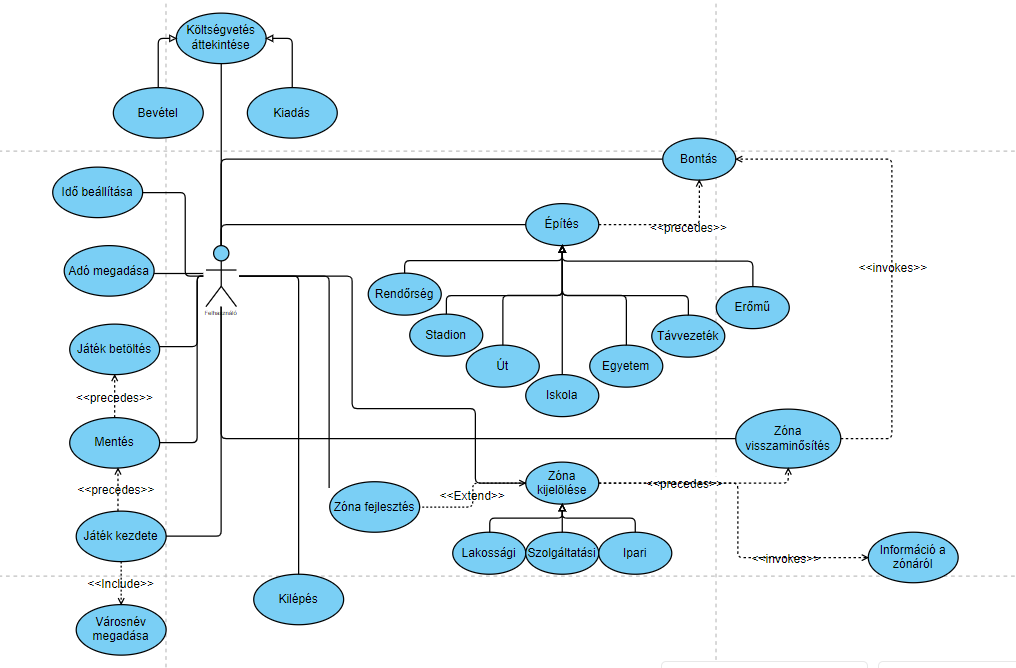 Költségvetés
áttekintése
Bevétel
Kiadás
Bontás
Idő beállítása
Építés
<<precedes>>
Adó megadása
<<invokes>>
Rendőrség
Erőmű
Felhasználó
Stadion
Távvezeték
Játék betöltés
Út
Egyetem
Iskola
<<precedes>>
Mentés
Zóna
visszaminősítés
<<precedes>>
Zóna
kijelölése
<<precedes>>
<<Extend>>
Zóna fejlesztés
Játék kezdete
Lakossági
Szolgáltatási
Ipari
Információ a
zónáról
<<invokes>>
<<Include>>
Kilépés
Városnév
megadása